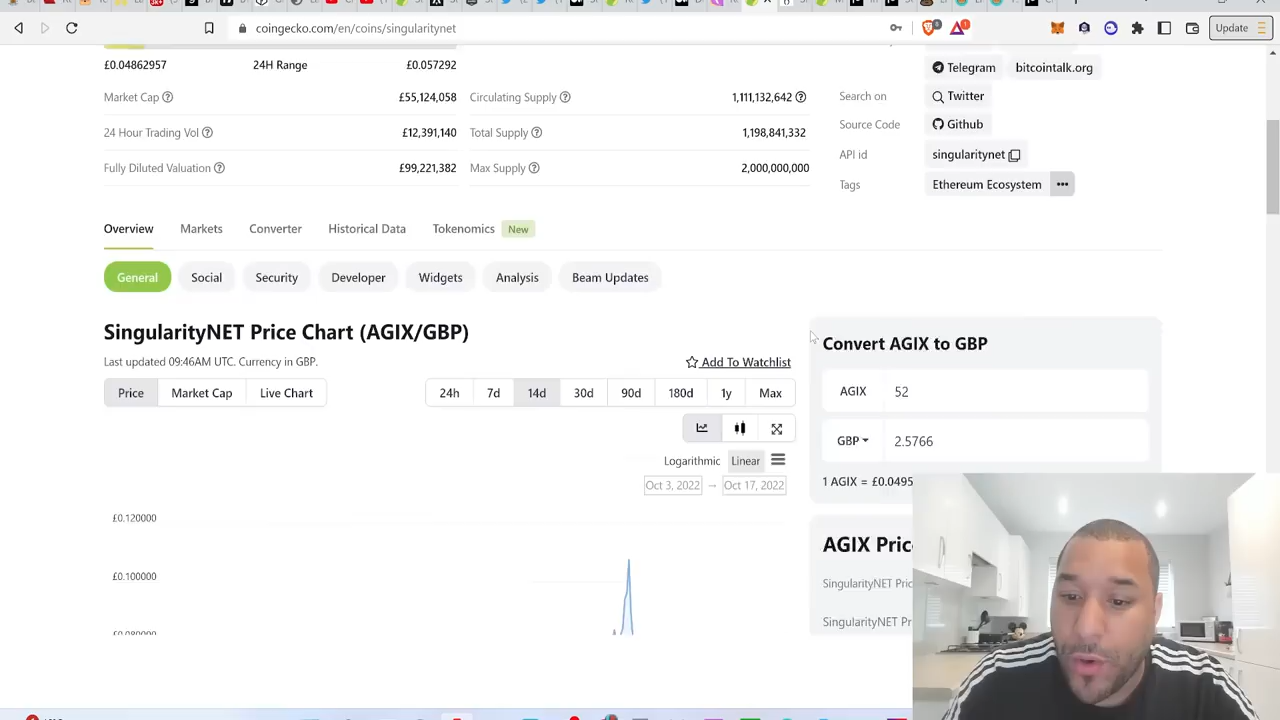 coingecko.com/en/coins/singularitynet
Update
£0.04862957 24H Range £0.057292
Market Cap £55,124,058
24 Hour Trading Vol £12,391,140
Fully Diluted Valuation £99,221,382
Circulating Supply 1,111,132,642
Total Supply 1,198,841,332
Max Supply 2,000,000,000
Telegram bitcointalk.org
Search on Twitter
Source Code Github
API id singularitynet
Tags Ethereum Ecosystem •••
Overview Markets Converter Historical Data Tokenomics New
General Social Security Developer Widgets Analysis Beam Updates
SingularityNET Price Chart (AGIX/GBP)
Last updated 09:46AM UTC. Currency in GBP.
Add To Watchlist
Price Market Cap Live Chart
24h 7d 14d 30d 90d 180d 1y Max
Logarithmic Linear
Oct 3, 2022 → Oct 17, 2022
£0.120000
£0.100000
£0.080000
Convert AGIX to GBP
AGIX 52
GBP 2.5766
1 AGIX = £0.0495
AGIX Pric
SingularityNET Pric
SingularityNET Pr